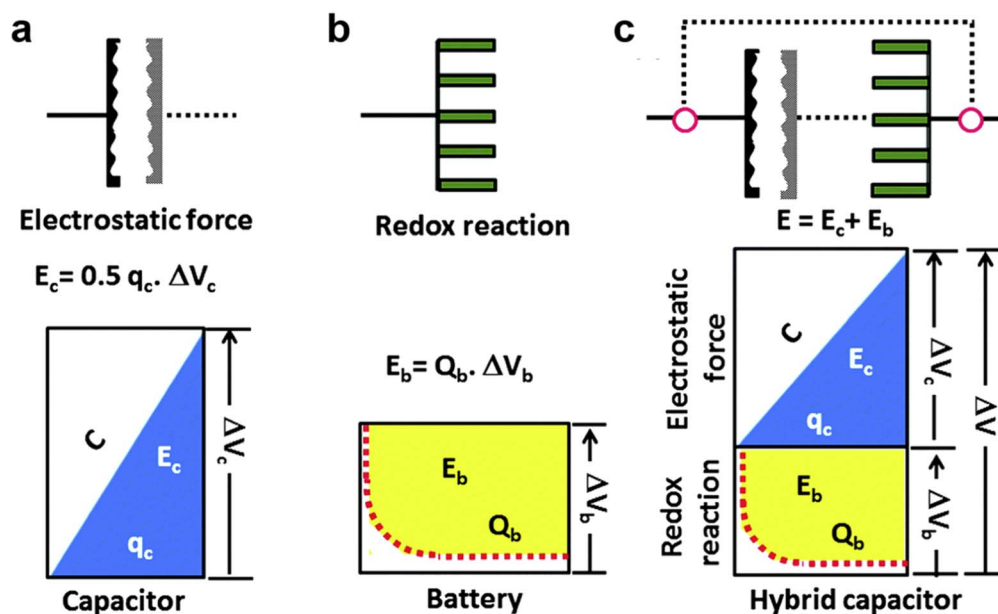 a
Electrostatic force
E_c= 0.5 q_c. ΔV_c
C
E_c
q_c
ΔV_c
Capacitor
b
Redox reaction
E_b= Q_b. ΔV_b
E_b
Q_b
ΔV_b
Battery
c
E = E_c+ E_b
Electrostatic
force
C
E_c
q_c
ΔV_c
ΔV
Redox
reaction
E_b
Q_b
ΔV_b
Hybrid capacitor